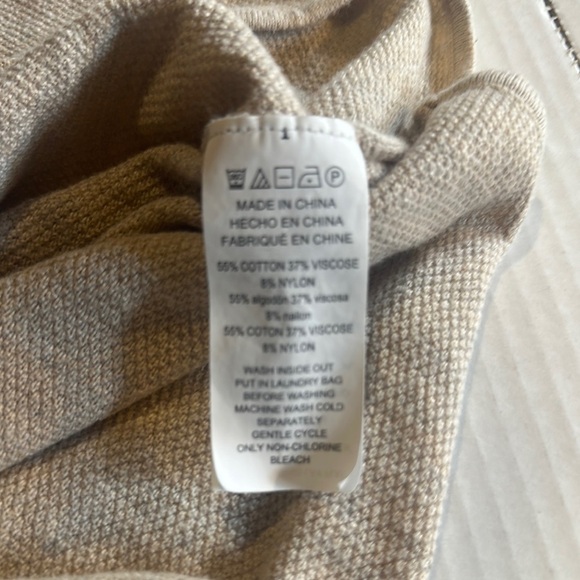 P
MADE IN CHINA
HECHO EN CHINA
FABRIQUÉ EN CHINE
55% COTTON 37% VISCOSE
8% NYLON
55% algodón 37% viscosa
8% nailon
55% COTON 37% VISCOSE
8% NYLON
WASH INSIDE OUT
PUT IN LAUNDRY BAG
BEFORE WASHING
MACHINE WASH COLD
SEPARATELY
GENTLE CYCLE
ONLY NON-CHLORINE
BLEACH